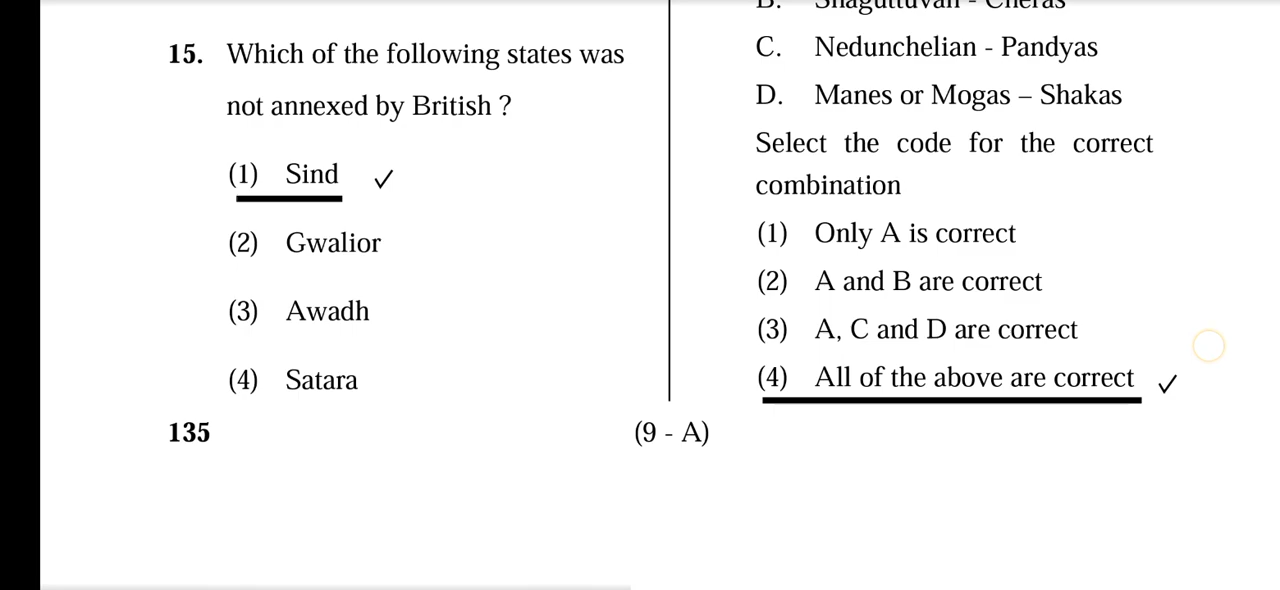 15. Which of the following states was
not annexed by British ?
(1) Sind ✓
(2) Gwalior
(3) Awadh
(4) Satara
B. Shaguttuvan - Cheras
C. Nedunchelian - Pandyas
D. Manes or Mogas – Shakas
Select the code for the correct
combination
(1) Only A is correct
(2) A and B are correct
(3) A, C and D are correct
(4) All of the above are correct ✓
135
(9 - A)